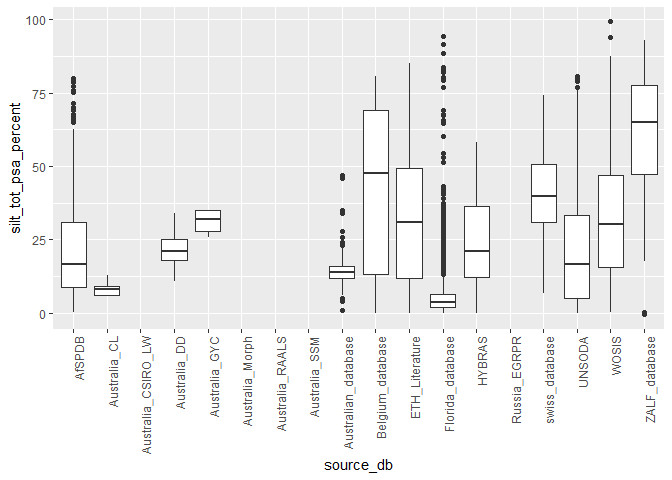 silt_tot_psa_percent
100
75
50
25
0
AfSPDB
Australia_CL
Australia_CSIRO_LW
Australia_DD
Australia_GYC
Australia_Morph
Australia_RAALS
Australia_SSM
Australian_database
Belgium_database
ETH_Literature
Florida_database
HYBRAS
Russia_EGRPR
swiss_database
UNSODA
WOSIS
ZALF_database
source_db